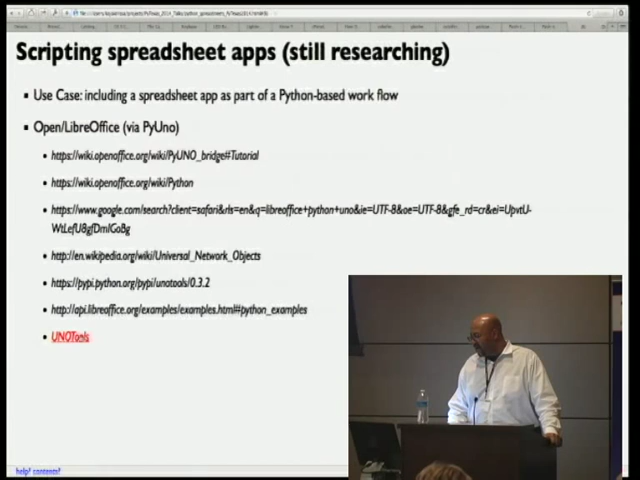 Scripting spreadsheet apps (still researching)
Use Case: including a spreadsheet app as part of a Python-based work flow
Open/LibreOffice (via PyUno)
https://wiki.openoffice.org/wiki/PyUNO_bridge#Tutorial
https://wiki.openoffice.org/wiki/Python
https://www.google.com/search?client=safari&rls=en&q=libreoffice+python+uno&ie=UTF-8&oe=UTF-8&gfe_rd=cr&ei=UpvtU-
WtLefU8gfDmIGoBg
http://en.wikipedia.org/wiki/Universal_Network_Objects
https://pypi.python.org/pypi/unotools/0.3.2
http://api.libreoffice.org/examples/examples.html#python_examples
UNOTools
help? contents?